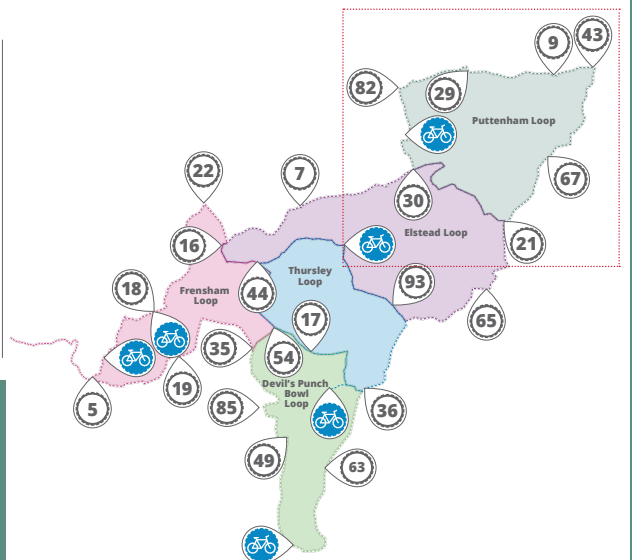 43
9
82
29
Puttenham Loop
22
7
67
30
16
Elstead Loop
21
Thursley
Loop
18
44
93
Frensham
Loop
17
65
35
54
19
Devil's Punch
Bowl
Loop
5
85
36
49
63